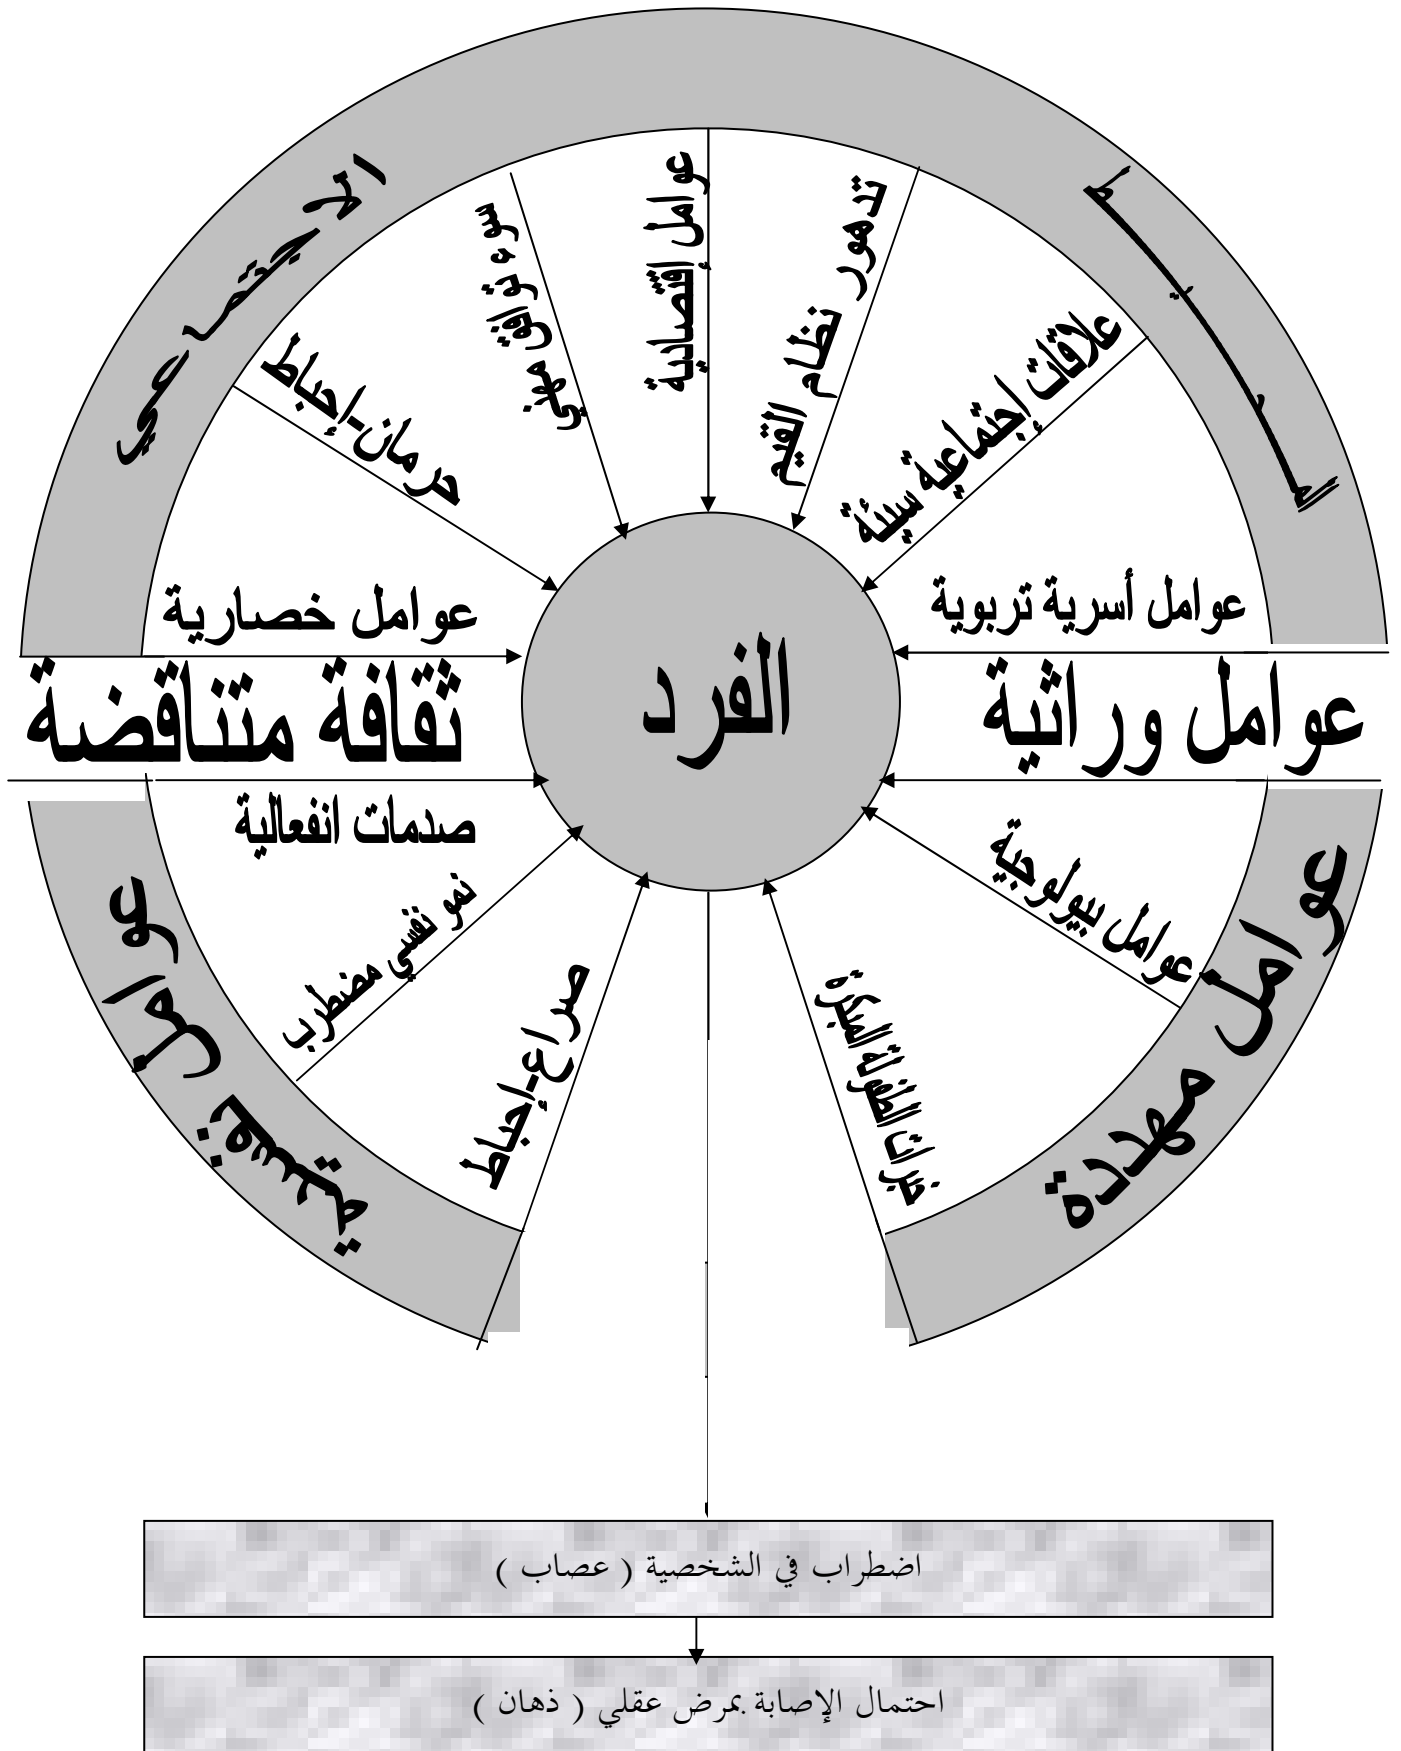 الاجتماعي
علاقات إجتماعية سيئة
تدهور نظام القيم
عوامل إقتصادية
سوء توافق مهني
حرمان-إحباط
عوامل أسرية تربوية
عوامل خصارية
عوامل وراثية
الفرد
ثقافة متناقضة
عوامل مهددة
عوامل بيولوجية
خبرات الطفولة المبكرة
صدمات انفعالية
نمو نفسي مضطرب
صراع-إحباط
عوامل نفسية
اضطراب في الشخصية ( عصاب )
احتمال الإصابة بمرض عقلي ( ذهان )